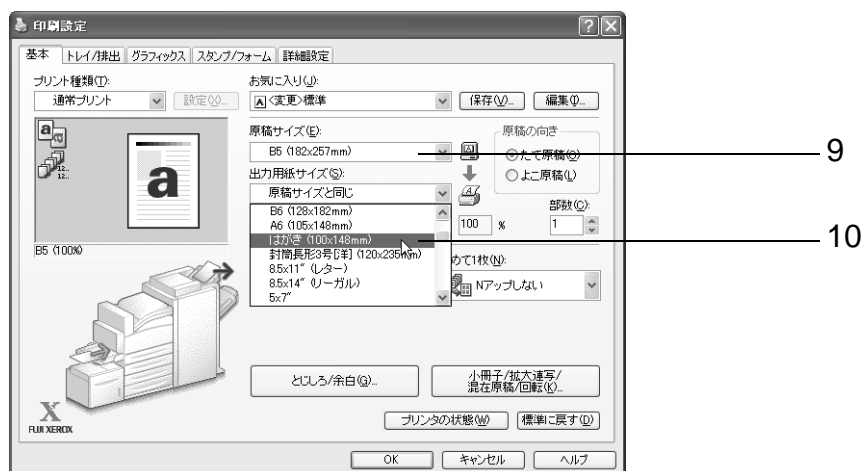 印刷設定
基本 トレイ/排出 グラフィックス スタンプ/フォーム 詳細設定
プリント種類(T):
通常プリント
設定(V)...
お気に入り(J):
A <変更>標準
保存(V)...
編集(I)...
原稿サイズ(E):
B5 (182x257mm)
9
原稿の向き
たて原稿(O)
よこ原稿(L)
出力用紙サイズ(S):
原稿サイズと同じ
B6 (128x182mm)
A6 (105x148mm)
はがき (100x148mm)
10
封筒長形3号[洋] (120x235mm)
8.5x11" (レター)
8.5x14" (リーガル)
5x7"
100 %
部数(C):
1
a
a
12..
12..
B5 (100%)
めて1枚(N):
Nアップしない
とじしろ/余白(G)...
小冊子/拡大連写/
混在原稿/回転(K)...
X
FUJI XEROX
プリンタの状態(W)
標準に戻す(D)
OK
キャンセル
ヘルプ